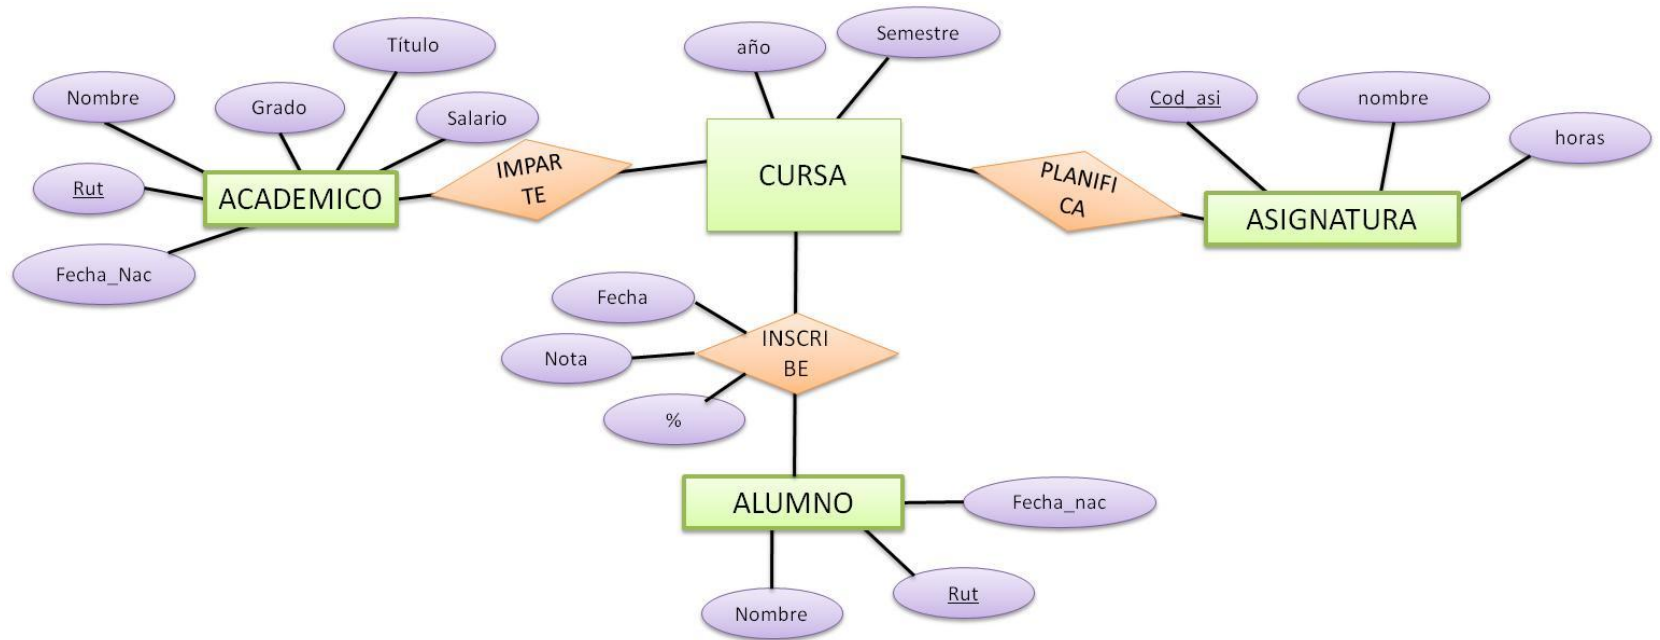 Título
año
Semestre
Nombre
Grado
Salario
Cod_asi
nombre
horas
Rut
ACADEMICO
IMPAR
TE
CURSA
PLANIFI
CA
ASIGNATURA
Fecha_Nac
Fecha
Nota
%
INSCRI
BE
ALUMNO
Fecha_nac
Rut
Nombre